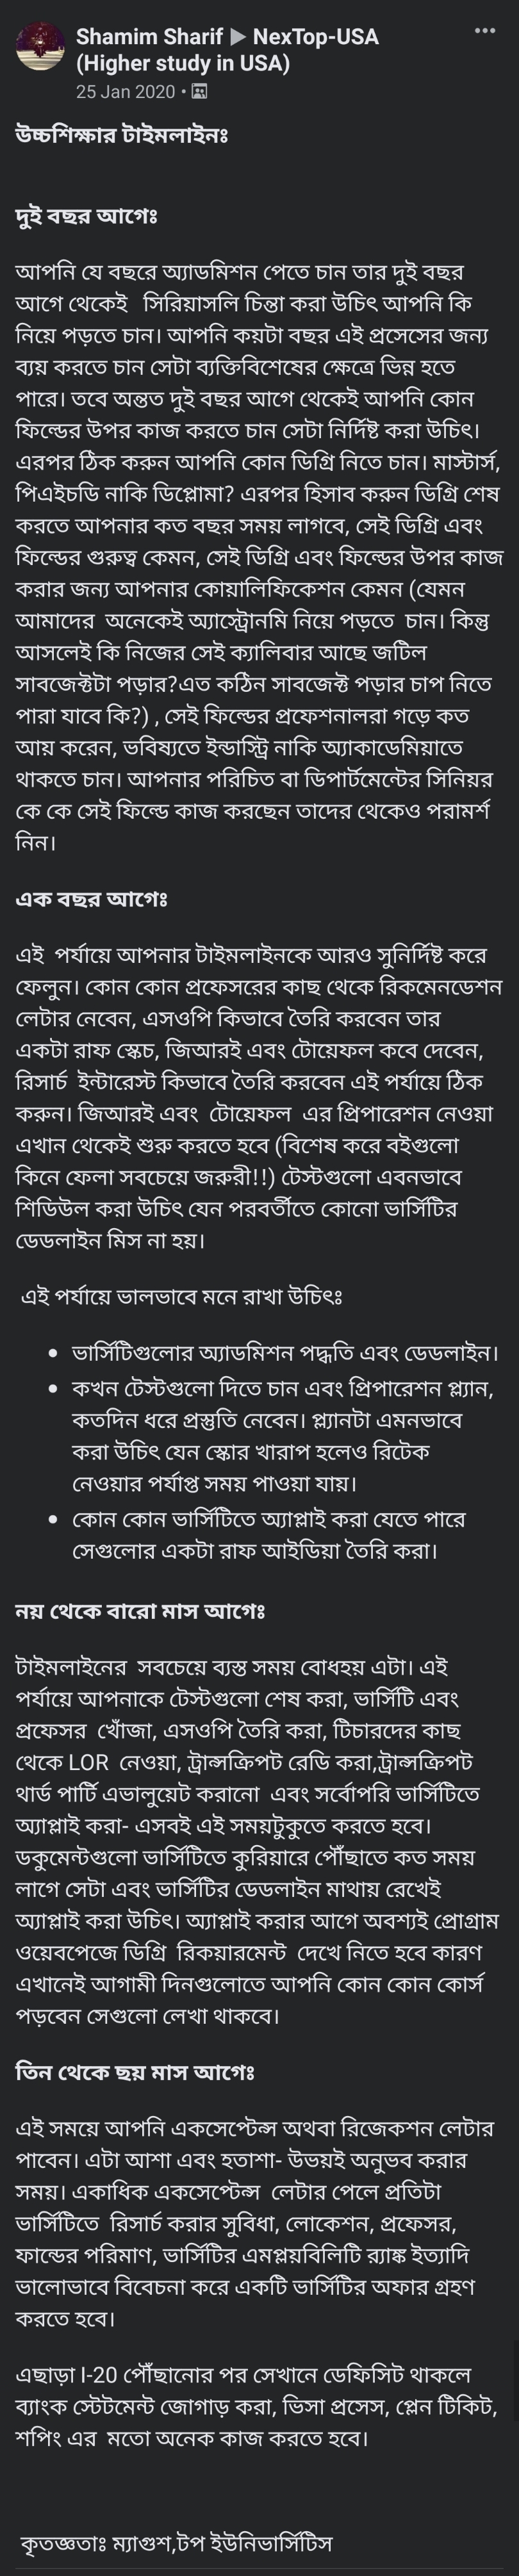 Shamim Sharif ▶ NexTop-USA
(Higher study in USA)
25 Jan 2020 •
উচ্চশিক্ষার টাইমলাইনঃ
দুই বছর আগেঃ
আপনি যে বছরে অ্যাডমিশন পেতে চান তার দুই বছর
আগে থেকেই সিরিয়াসলি চিন্তা করা উচিৎ আপনি কি
নিয়ে পড়তে চান। আপনি কয়টা বছর এই প্রসেসের জন্য
ব্যয় করতে চান সেটা ব্যক্তিবিশেষের ক্ষেত্রে ভিন্ন হতে
পারে। তবে অন্তত দুই বছর আগে থেকেই আপনি কোন
ফিল্ডের উপর কাজ করতে চান সেটা নির্দিষ্ট করা উচিৎ।
এরপর ঠিক করুন আপনি কোন ডিগ্রি নিতে চান। মাস্টার্স,
পিএইচডি নাকি ডিপ্লোমা? এরপর হিসাব করুন ডিগ্রি শেষ
করতে আপনার কত বছর সময় লাগবে, সেই ডিগ্রি এবং
ফিল্ডের গুরুত্ব কেমন, সেই ডিগ্রি এবং ফিল্ডের উপর কাজ
করার জন্য আপনার কোয়ালিফিকেশন কেমন (যেমন
আমাদের অনেকেই অ্যাস্ট্রোনমি নিয়ে পড়তে চান। কিন্তু
আসলেই কি নিজের সেই ক্যালিবার আছে জটিল
সাবজেক্টটা পড়ার?এত কঠিন সাবজেক্ট পড়ার চাপ নিতে
পারা যাবে কি?) , সেই ফিল্ডের প্রফেশনালরা গড়ে কত
আয় করেন, ভবিষ্যতে ইন্ডাস্ট্রি নাকি অ্যাকাডেমিয়াতে
থাকতে চান। আপনার পরিচিত বা ডিপার্টমেন্টের সিনিয়র
কে কে সেই ফিল্ডে কাজ করছেন তাদের থেকেও পরামর্শ
নিন।
এক বছর আগেঃ
এই পর্যায়ে আপনার টাইমলাইনকে আরও সুনির্দিষ্ট করে
ফেলুন। কোন কোন প্রফেসরের কাছ থেকে রিকমেনডেশন
লেটার নেবেন, এসওপি কিভাবে তৈরি করবেন তার
একটা রাফ স্কেচ, জিআরই এবং টোয়েফল কবে দেবেন,
রিসার্চ ইন্টারেস্ট কিভাবে তৈরি করবেন এই পর্যায়ে ঠিক
করুন। জিআরই এবং টোয়েফল এর প্রিপারেশন নেওয়া
এখান থেকেই শুরু করতে হবে (বিশেষ করে বইগুলো
কিনে ফেলা সবচেয়ে জরুরী!!) টেস্টগুলো এবনভাবে
শিডিউল করা উচিৎ যেন পরবর্তীতে কোনো ভার্সিটির
ডেডলাইন মিস না হয়।
এই পর্যায়ে ভালভাবে মনে রাখা উচিৎঃ
• ভার্সিটিগুলোর অ্যাডমিশন পদ্ধতি এবং ডেডলাইন।
• কখন টেস্টগুলো দিতে চান এবং প্রিপারেশন প্ল্যান,
কতদিন ধরে প্রস্তুতি নেবেন। প্ল্যানটা এমনভাবে
করা উচিৎ যেন স্কোর খারাপ হলেও রিটেক
নেওয়ার পর্যাপ্ত সময় পাওয়া যায়।
• কোন কোন ভার্সিটিতে অ্যাপ্লাই করা যেতে পারে
সেগুলোর একটা রাফ আইডিয়া তৈরি করা।
নয় থেকে বারো মাস আগেঃ
টাইমলাইনের সবচেয়ে ব্যস্ত সময় বোধহয় এটা। এই
পর্যায়ে আপনাকে টেস্টগুলো শেষ করা, ভার্সিটি এবং
প্রফেসর খোঁজা, এসওপি তৈরি করা, টিচারদের কাছ
থেকে LOR নেওয়া, ট্রান্সক্রিপট রেডি করা,ট্রান্সক্রিপট
থার্ড পার্টি এভালুয়েট করানো এবং সর্বোপরি ভার্সিটিতে
অ্যাপ্লাই করা- এসবই এই সময়টুকুতে করতে হবে।
ডকুমেন্টগুলো ভার্সিটিতে কুরিয়ারে পৌঁছাতে কত সময়
লাগে সেটা এবং ভার্সিটির ডেডলাইন মাথায় রেখেই
অ্যাপ্লাই করা উচিৎ। অ্যাপ্লাই করার আগে অবশ্যই প্রোগ্রাম
ওয়েবপেজে ডিগ্রি রিকয়ারমেন্ট দেখে নিতে হবে কারণ
এখানেই আগামী দিনগুলোতে আপনি কোন কোন কোর্স
পড়বেন সেগুলো লেখা থাকবে।
তিন থেকে ছয় মাস আগেঃ
এই সময়ে আপনি একসেপ্টেন্স অথবা রিজেকশন লেটার
পাবেন। এটা আশা এবং হতাশা- উভয়ই অনুভব করার
সময়। একাধিক একসেপ্টেন্স লেটার পেলে প্রতিটা
ভার্সিটিতে রিসার্চ করার সুবিধা, লোকেশন, প্রফেসর,
ফান্ডের পরিমাণ, ভার্সিটির এমপ্লয়বিলিটি র‍্যাঙ্ক ইত্যাদি
ভালোভাবে বিবেচনা করে একটি ভার্সিটির অফার গ্রহণ
করতে হবে।
এছাড়া I-20 পৌঁছানোর পর সেখানে ডেফিসিট থাকলে
ব্যাংক স্টেটমেন্ট জোগাড় করা, ভিসা প্রসেস, প্লেন টিকিট,
শপিং এর মতো অনেক কাজ করতে হবে।
কৃতজ্ঞতাঃ ম্যাগুশ,টপ ইউনিভার্সিটিস